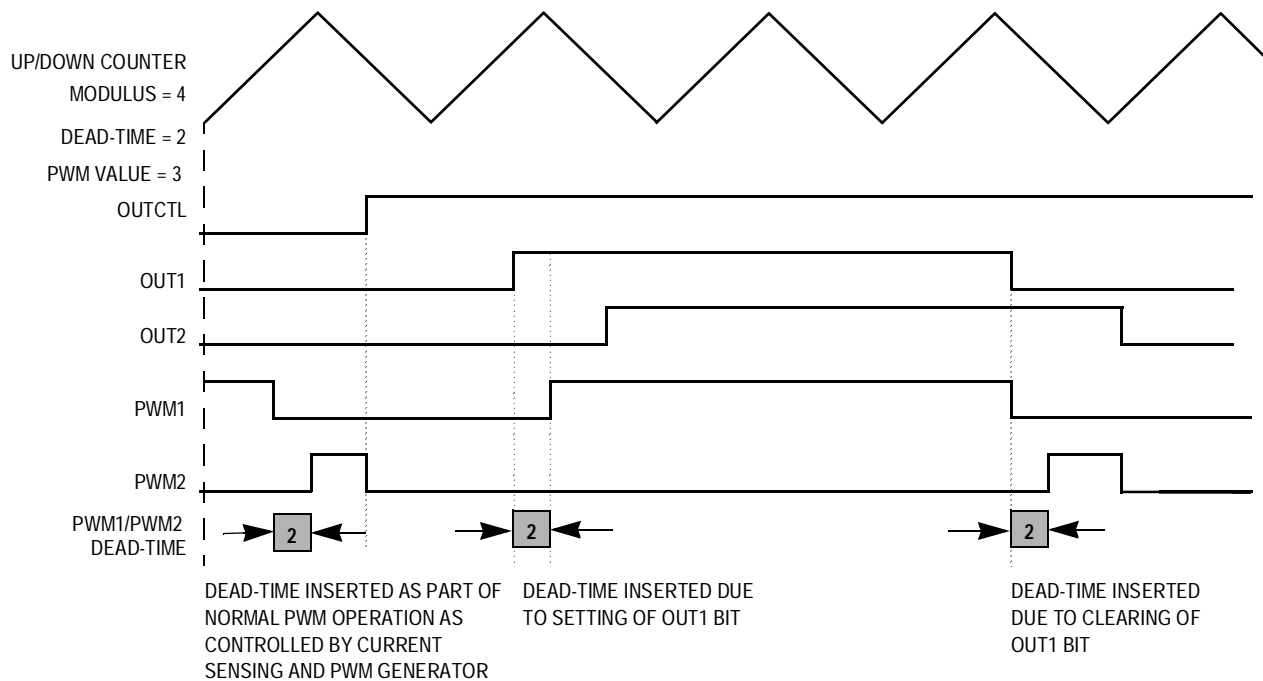 UP/DOWN COUNTER
MODULUS = 4
DEAD-TIME = 2
PWM VALUE = 3
OUTCTL
OUT1
OUT2
PWM1
PWM2
PWM1/PWM2
DEAD-TIME
2
2
2
DEAD-TIME INSERTED AS PART OF
NORMAL PWM OPERATION AS
CONTROLLED BY CURRENT
SENSING AND PWM GENERATOR
DEAD-TIME INSERTED DUE
TO SETTING OF OUT1 BIT
DEAD-TIME INSERTED
DUE TO CLEARING OF
OUT1 BIT